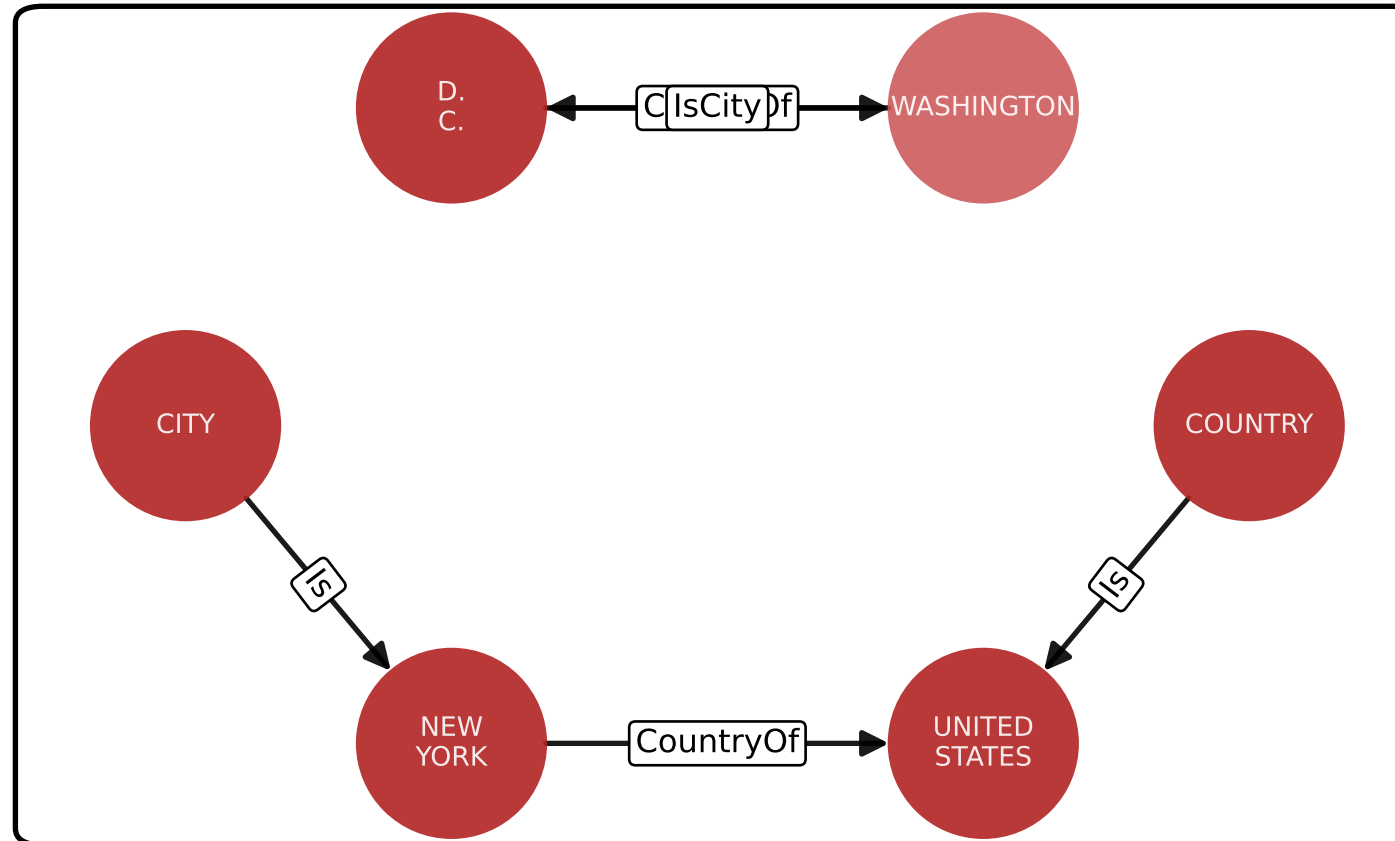 D.
C.
IsCity
WASHINGTON
CITY
COUNTRY
Is
Is
NEW
YORK
CountryOf
UNITED
STATES